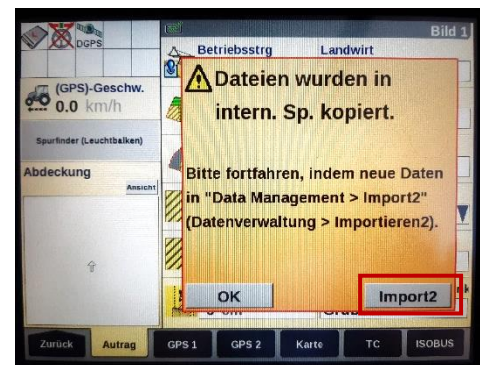 DGPS
Bild 1
Betriebsstrg
Landwirt
(GPS)-Geschw.
0.0 km/h
Spurfinder (Leuchtbalken)
Abdeckung
Ansicht
Dateien wurden in
intern. Sp. kopiert.
Bitte fortfahren, indem neue Daten
in "Data Management > Import2"
(Datenverwaltung > Importieren2).
OK
Import2
Zurück
Autrag
GPS 1
GPS 2
Karte
TC
ISOBUS